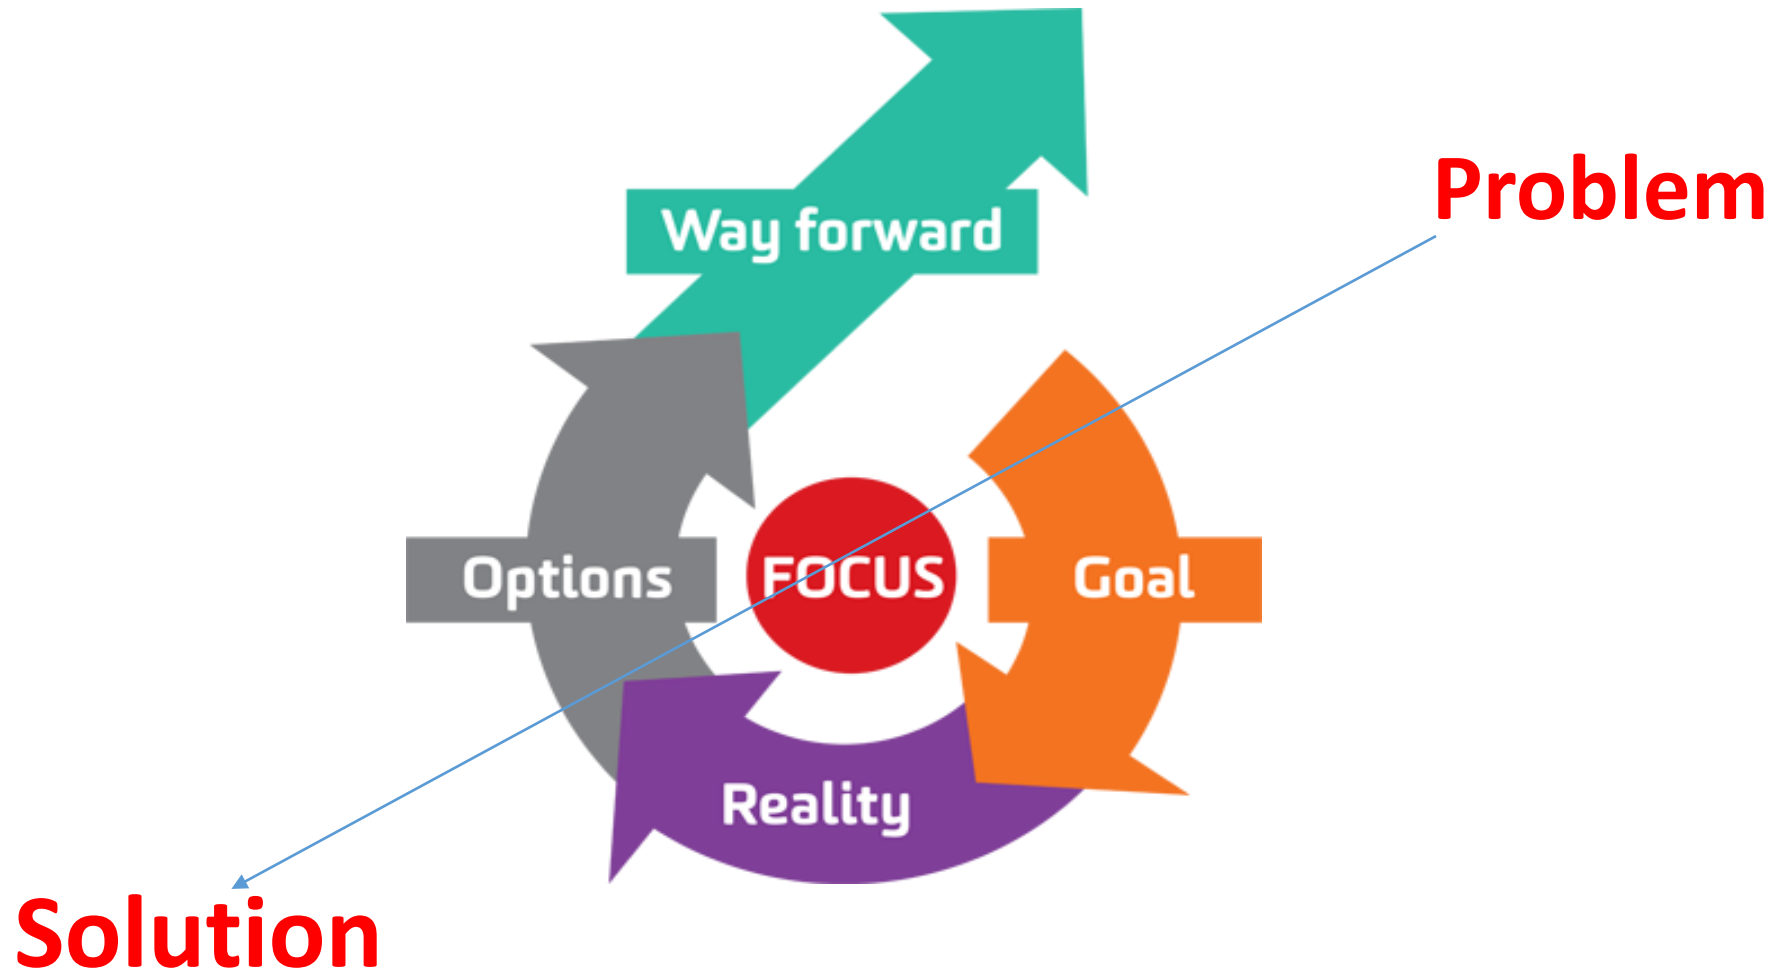 Problem
Way forward
Options
FOCUS
Goal
Reality
Solution